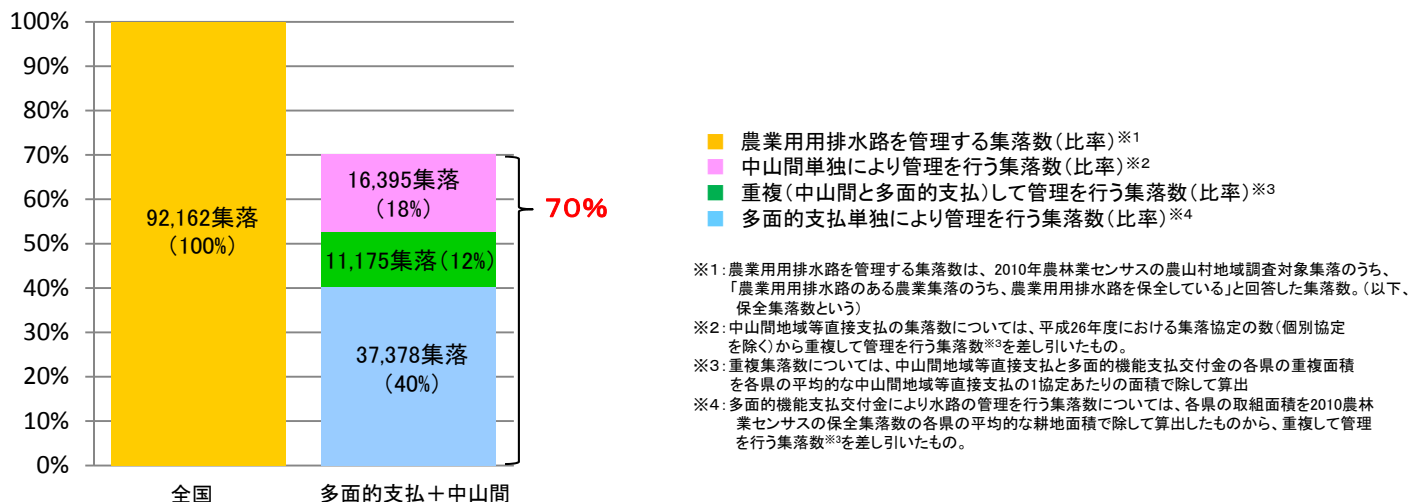 100%
90%
80%
70%
60%
50%
40%
30%
20%
10%
0%
92,162集落
(100%)
16,395集落
(18%)
11,175集落(12%)
37,378集落
(40%)
70%
全国
多面的支払+中山間
農業用用排水路を管理する集落数(比率)※1
中山間単独により管理を行う集落数(比率)※2
重複(中山間と多面的支払)して管理を行う集落数(比率)※3
多面的支払単独により管理を行う集落数(比率)※4
※1:農業用用排水路を管理する集落数は、2010年農林業センサスの農山村地域調査対象集落のうち、
「農業用用排水路のある農業集落のうち、農業用用排水路を保全している」と回答した集落数。(以下、
保全集落数という)
※2:中山間地域等直接支払の集落数については、平成26年度における集落協定の数(個別協定
を除く)から重複して管理を行う集落数※3を差し引いたもの。
※3:重複集落数については、中山間地域等直接支払と多面的機能支払交付金の各県の重複面積
を各県の平均的な中山間地域等直接支払の1協定あたりの面積で除して算出
※4:多面的機能支払交付金により水路の管理を行う集落数については、各県の取組面積を2010農林
業センサスの保全集落数の各県の平均的な耕地面積で除して算出したものから、重複して管理
を行う集落数※3を差し引いたもの。